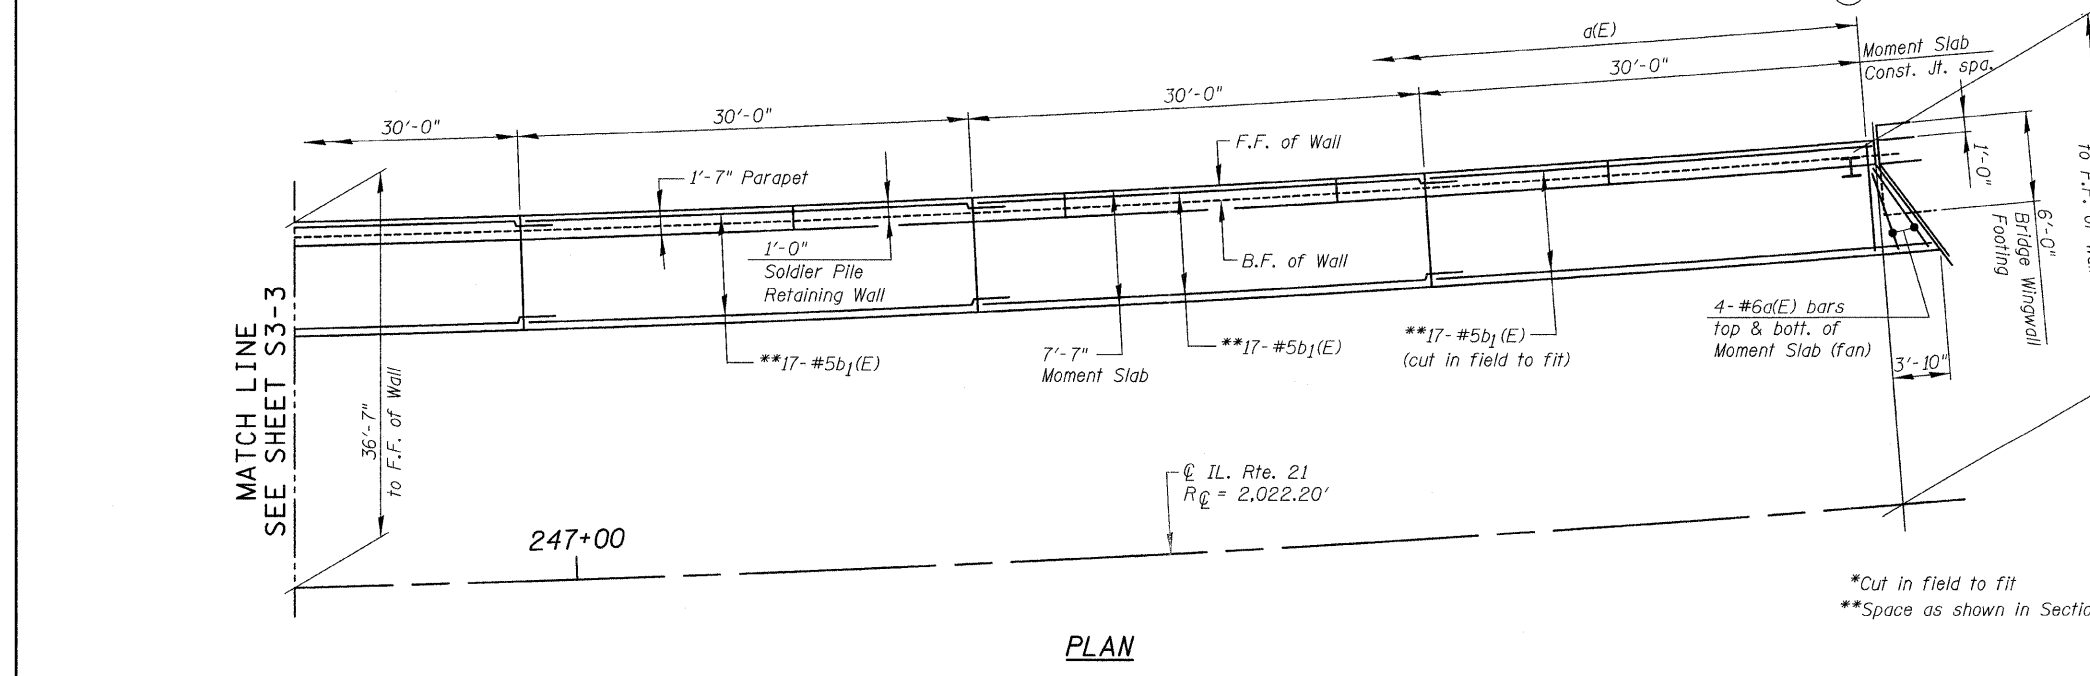 a(E)
Moment Slab
Const. Jt. spa.
30'-0"
30'-0"
30'-0"
30'-0"
F.F. of Wall
1'-7" Parapet
1'-0"
Soldier Pile
Retaining Wall
B.F. of Wall
1'-0"
6'-0"
Bridge Wingwall
Footing
to F.F. of Wall
MATCH LINE
SEE SHEET S3-3
36'-7"
to F.F. of Wall
**17-#5b1(E)
7'-7"
Moment Slab
**17-#5b1(E)
**17-#5b1(E)
(cut in field to fit)
4-#6a(E) bars
top & bott. of
Moment Slab (fan)
3'-10"
℄ IL. Rte. 21
R℄ = 2,022.20'
247+00
*Cut in field to fit
**Space as shown in
PLAN